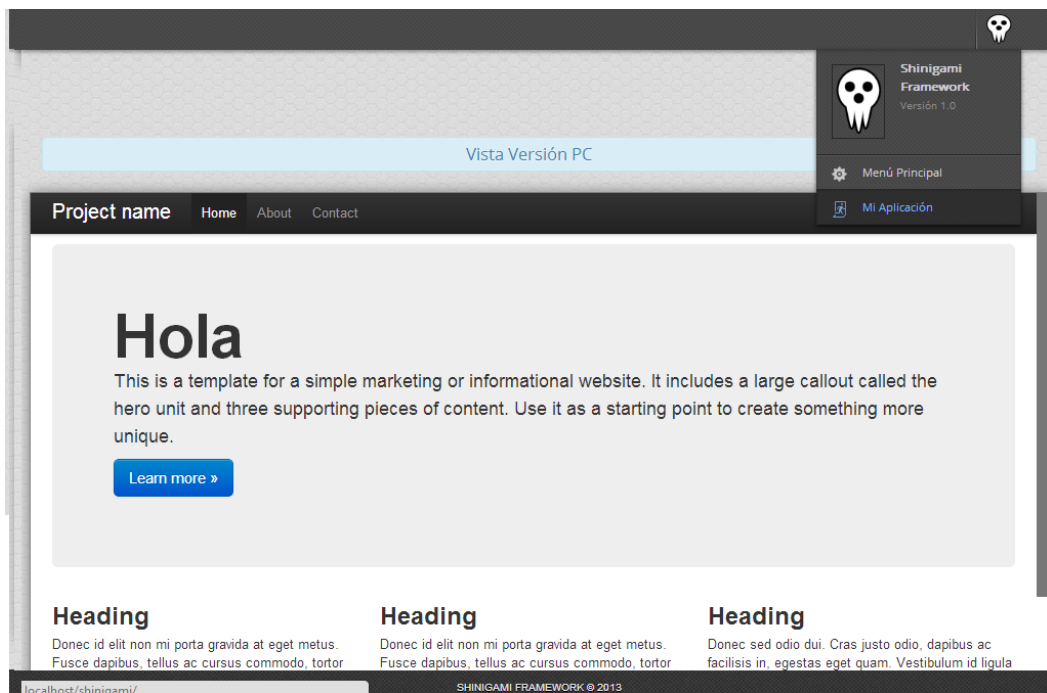 Shinigami
Framework
Versión 1.0
Vista Versión PC
Menú Principal
Mi Aplicación
Project name Home About Contact
Hola
This is a template for a simple marketing or informational website. It includes a large callout called the
hero unit and three supporting pieces of content. Use it as a starting point to create something more
unique.
Learn more »
Heading
Donec id elit non mi porta gravida at eget metus.
Fusce dapibus, tellus ac cursus commodo, tortor
Heading
Donec id elit non mi porta gravida at eget metus.
Fusce dapibus, tellus ac cursus commodo, tortor
Heading
Donec sed odio dui. Cras justo odio, dapibus ac
facilisis in, egestas eget quam. Vestibulum id ligula
SHINIGAMI FRAMEWORK © 2013
localhost/shinigami/